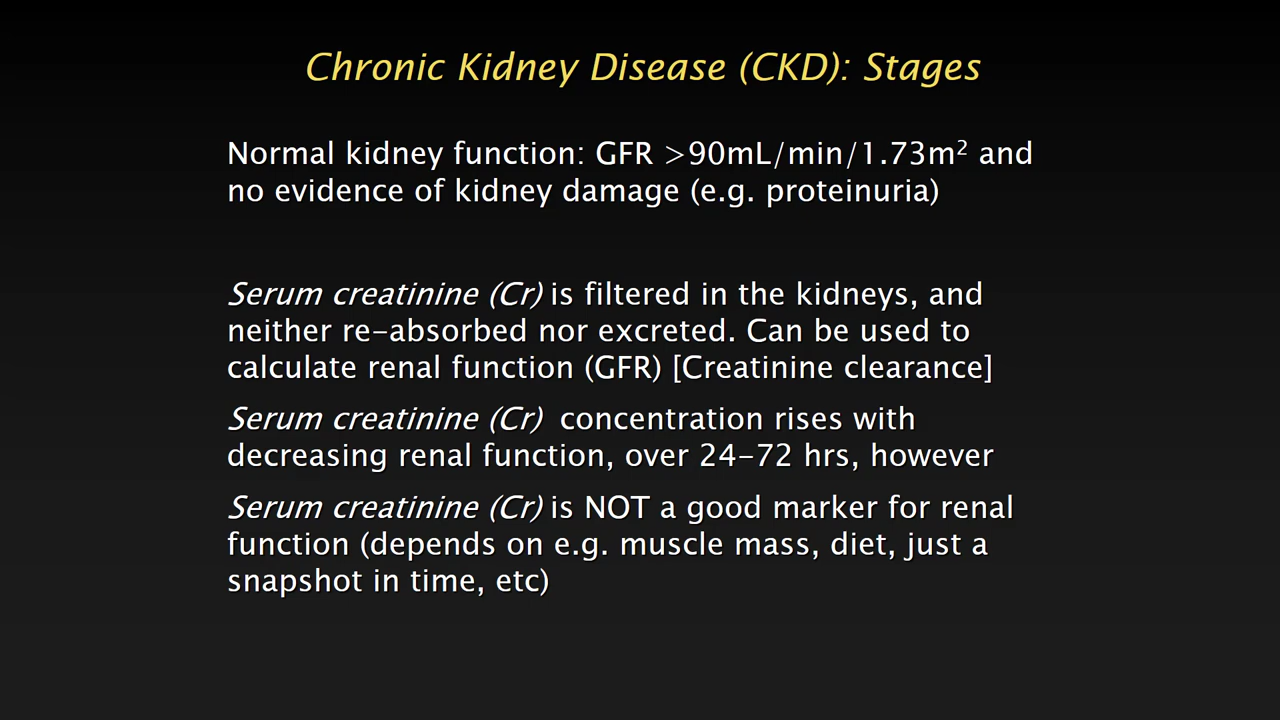 Chronic Kidney Disease (CKD): Stages
Normal kidney function: GFR >90mL/min/1.73m² and
no evidence of kidney damage (e.g. proteinuria)
Serum creatinine (Cr) is filtered in the kidneys, and
neither re-absorbed nor excreted. Can be used to
calculate renal function (GFR) [Creatinine clearance]
Serum creatinine (Cr) concentration rises with
decreasing renal function, over 24-72 hrs, however
Serum creatinine (Cr) is NOT a good marker for renal
function (depends on e.g. muscle mass, diet, just a
snapshot in time, etc)